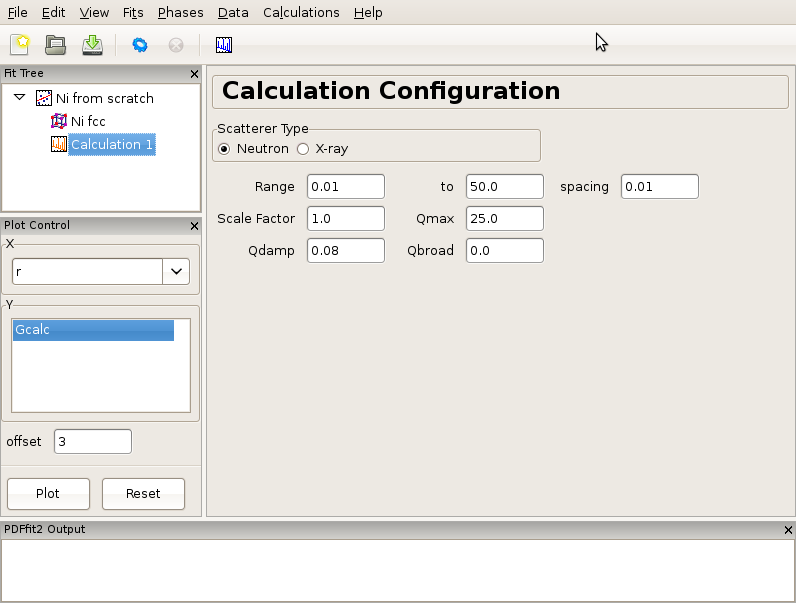 File Edit View Fits Phases Data Calculations Help
Fit Tree
Ni from scratch
Ni fcc
Calculation 1
Plot Control
X
r
Y
Gcalc
offset 3
Plot Reset
Calculation Configuration
Scatterer Type
Neutron X-ray
Range 0.01 to 50.0 spacing 0.01
Scale Factor 1.0 Qmax 25.0
Qdamp 0.08 Qbroad 0.0
PDFfit2 Output